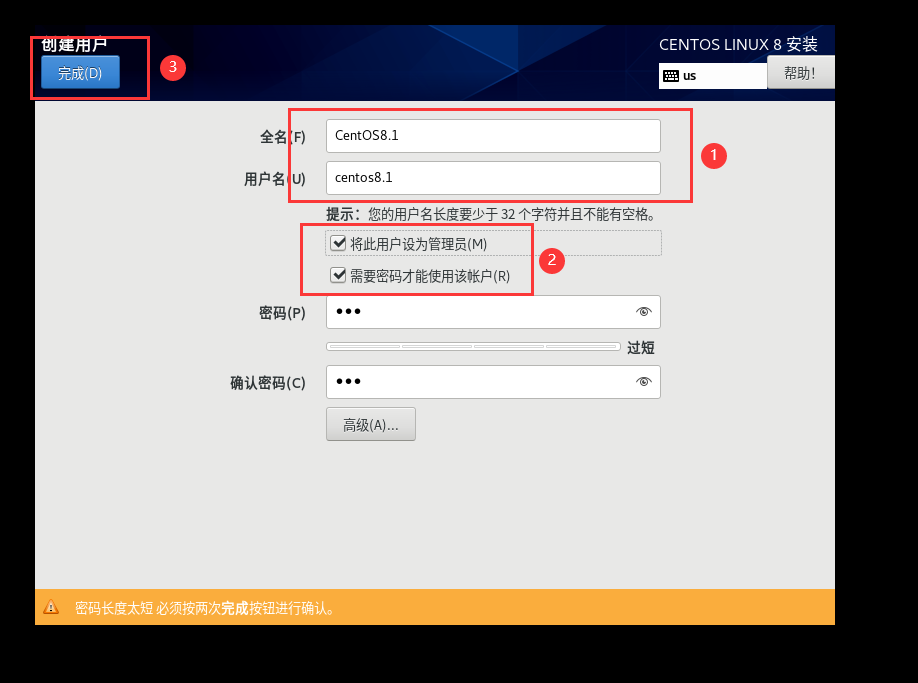 创建用户
CENTOS LINUX 8 安装
完成(D)
3
us
帮助!
全名(F)
CentOS8.1
1
用户名(U)
centos8.1
提示: 您的用户名长度要少于 32 个字符并且不能有空格。
将此用户设为管理员(M)
2
需要密码才能使用该帐户(R)
密码(P)
•••
过短
确认密码(C)
•••
高级(A)...
密码长度太短 必须按两次完成按钮进行确认。